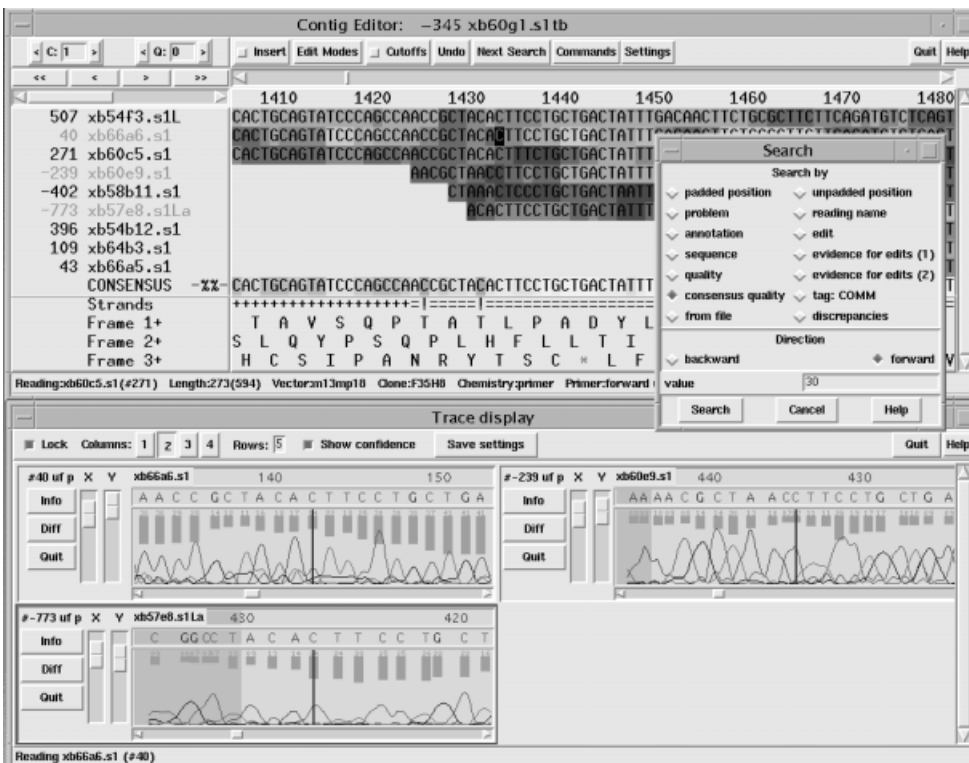 Contig Editor: -345 xb60g1.s1tb
< C: 1 > < Q: 0 > Insert Edit Modes Cutoffs Undo Next Search Commands Settings Quit Help
<< < > >>
1410 1420 1430 1440 1450 1460 1470 1480
507 xb54f3.s1L CACTGCAGTATCCCAGCCAACCGCTACACTTCCTGCTGACTATTTGACAACTTCTGCGCTTCTTCAGATGTCTCAGT
40 xb66a6.s1 CACTGCAGTATCCCAGCCAACCGCTACACTTCCTGCTGACTATTT
271 xb60c5.s1 CACTGCAGTATCCCAGCCAACCGCTACACTTTCTGCTGACTATTT
-239 xb60e9.s1 AACGCTAACCTTCCTGCTGACTATTT
-402 xb58b11.s1 CTAAACTCCCTGCTGACTAATT
-773 xb57e8.s1La ACACTTCCTGCTGACTATTT
396 xb54b12.s1
109 xb64b3.s1
43 xb66a5.s1
CONSENSUS -%%- CACTGCAGTATCCCAGCCAACCGCTACACTTCCTGCTGACTATTT
Strands
Frame 1+ T A V S Q P T A T L P A D Y L
Frame 2+ S L Q Y P S Q P L H F L L T I
Frame 3+ H C S I P A N R Y T S C * L F
Reading:xb60c5.s1(#271) Length:273(594) Vector:m13mp18 Clone:F35H8 Chemistry:primer Primer:forward
Search
Search by
padded position unpadded position
problem reading name
annotation edit
sequence evidence for edits (1)
quality evidence for edits (2)
consensus quality tag: COMM
from file discrepancies
Direction
backward forward
value 30
Search Cancel Help
Trace display
Lock Columns: 1 2 3 4 Rows: 5 Show confidence Save settings Quit Help
#40 uf p X Y xb66a6.s1 140 150
Info A A C C G C T A C A C T T C C T G C T G A
Diff
Quit
#-239 uf p X Y xb60e9.s1 440 430
Info AA AA C G C T A A CC T T C C T G C T G A
Diff
Quit
#-773 uf p X Y xb57e8.s1La 430 420
Info C GG CC T A C A C T T C C T G C T
Diff
Quit
Reading xb66a6.s1 (#40)